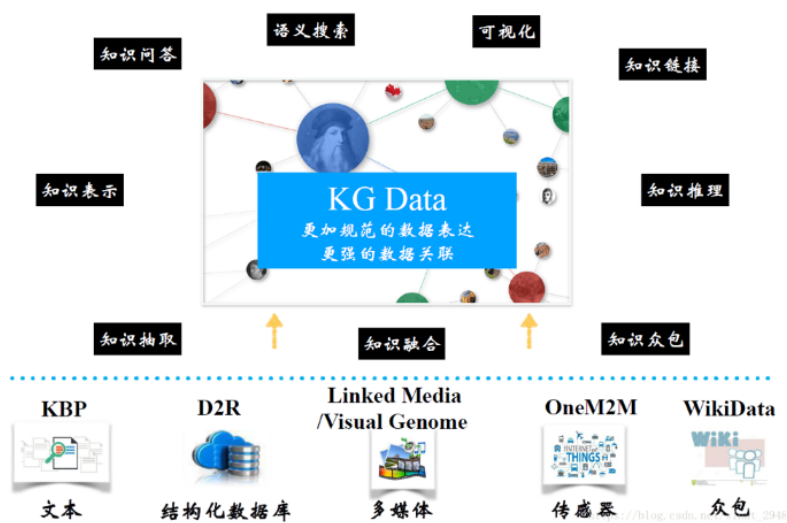 语义搜索
可视化
知识问答
知识链接
知识表示
KG Data
更加规范的数据表达
更强的数据关联
知识推理
知识抽取
知识融合
知识众包
KBP
D2R
Linked Media
/Visual Genome
OneM2M
WikiData
INTERNET
THINGS
WiKi
文本
结构化数据库
多媒体
传感器
众包